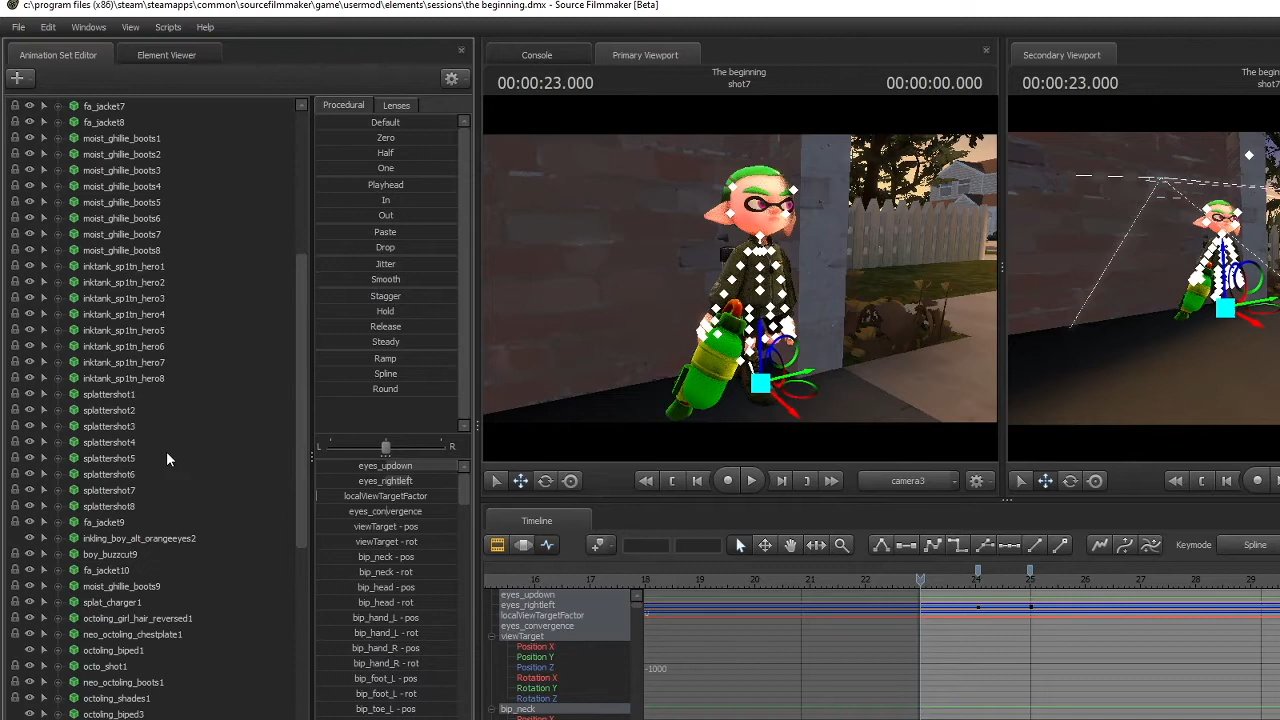 c:\program files (x86)\steam\steamapps\common\sourcefilmmaker\game\usermod\elements\sessions\the beginning.dmx - Source Filmmaker [Beta]
File Edit Windows View Scripts Help
Animation Set Editor Element Viewer
fa_jacket7
fa_jacket8
moist_ghillie_boots1
moist_ghillie_boots2
moist_ghillie_boots3
moist_ghillie_boots4
moist_ghillie_boots5
moist_ghillie_boots6
moist_ghillie_boots7
moist_ghillie_boots8
inktank_sp1tn_hero1
inktank_sp1tn_hero2
inktank_sp1tn_hero3
inktank_sp1tn_hero4
inktank_sp1tn_hero5
inktank_sp1tn_hero6
inktank_sp1tn_hero7
inktank_sp1tn_hero8
splattershot1
splattershot2
splattershot3
splattershot4
splattershot5
splattershot6
splattershot7
splattershot8
fa_jacket9
inkling_boy_alt_orangeeyes2
boy_buzzcut9
fa_jacket10
moist_ghillie_boots9
splat_charger1
octoling_girl_hair_reversed1
neo_octoling_chestplate1
octoling_biped1
octo_shot1
neo_octoling_boots1
octoling_shades1
octoling_biped3
Procedural Lenses
Default
Zero
Half
One
Playhead
In
Out
Paste
Drop
Jitter
Smooth
Stagger
Hold
Release
Steady
Ramp
Spline
Round
L R
eyes_updown
eyes_rightleft
localViewTargetFactor
eyes_convergence
viewTarget - pos
viewTarget - rot
bip_neck - pos
bip_neck - rot
bip_head - pos
bip_head - rot
bip_hand_L - pos
bip_hand_L - rot
bip_hand_R - pos
bip_hand_R - rot
bip_foot_L - pos
bip_foot_L - rot
bip_toe_L - pos
Console Primary Viewport
00:00:23.000
The beginning
shot7
00:00:00.000
camera3
Secondary Viewport
00:00:23.000
The begin
shot7
Timeline
Keymode Spline
16 17 18 19 20 21 22 23 24 25 26 27 28 29
eyes_updown
eyes_rightleft
localViewTargetFactor
eyes_convergence
viewTarget
Position X
Position Y
Position Z
Rotation X
Rotation Y
Rotation Z
bip_neck
-1000